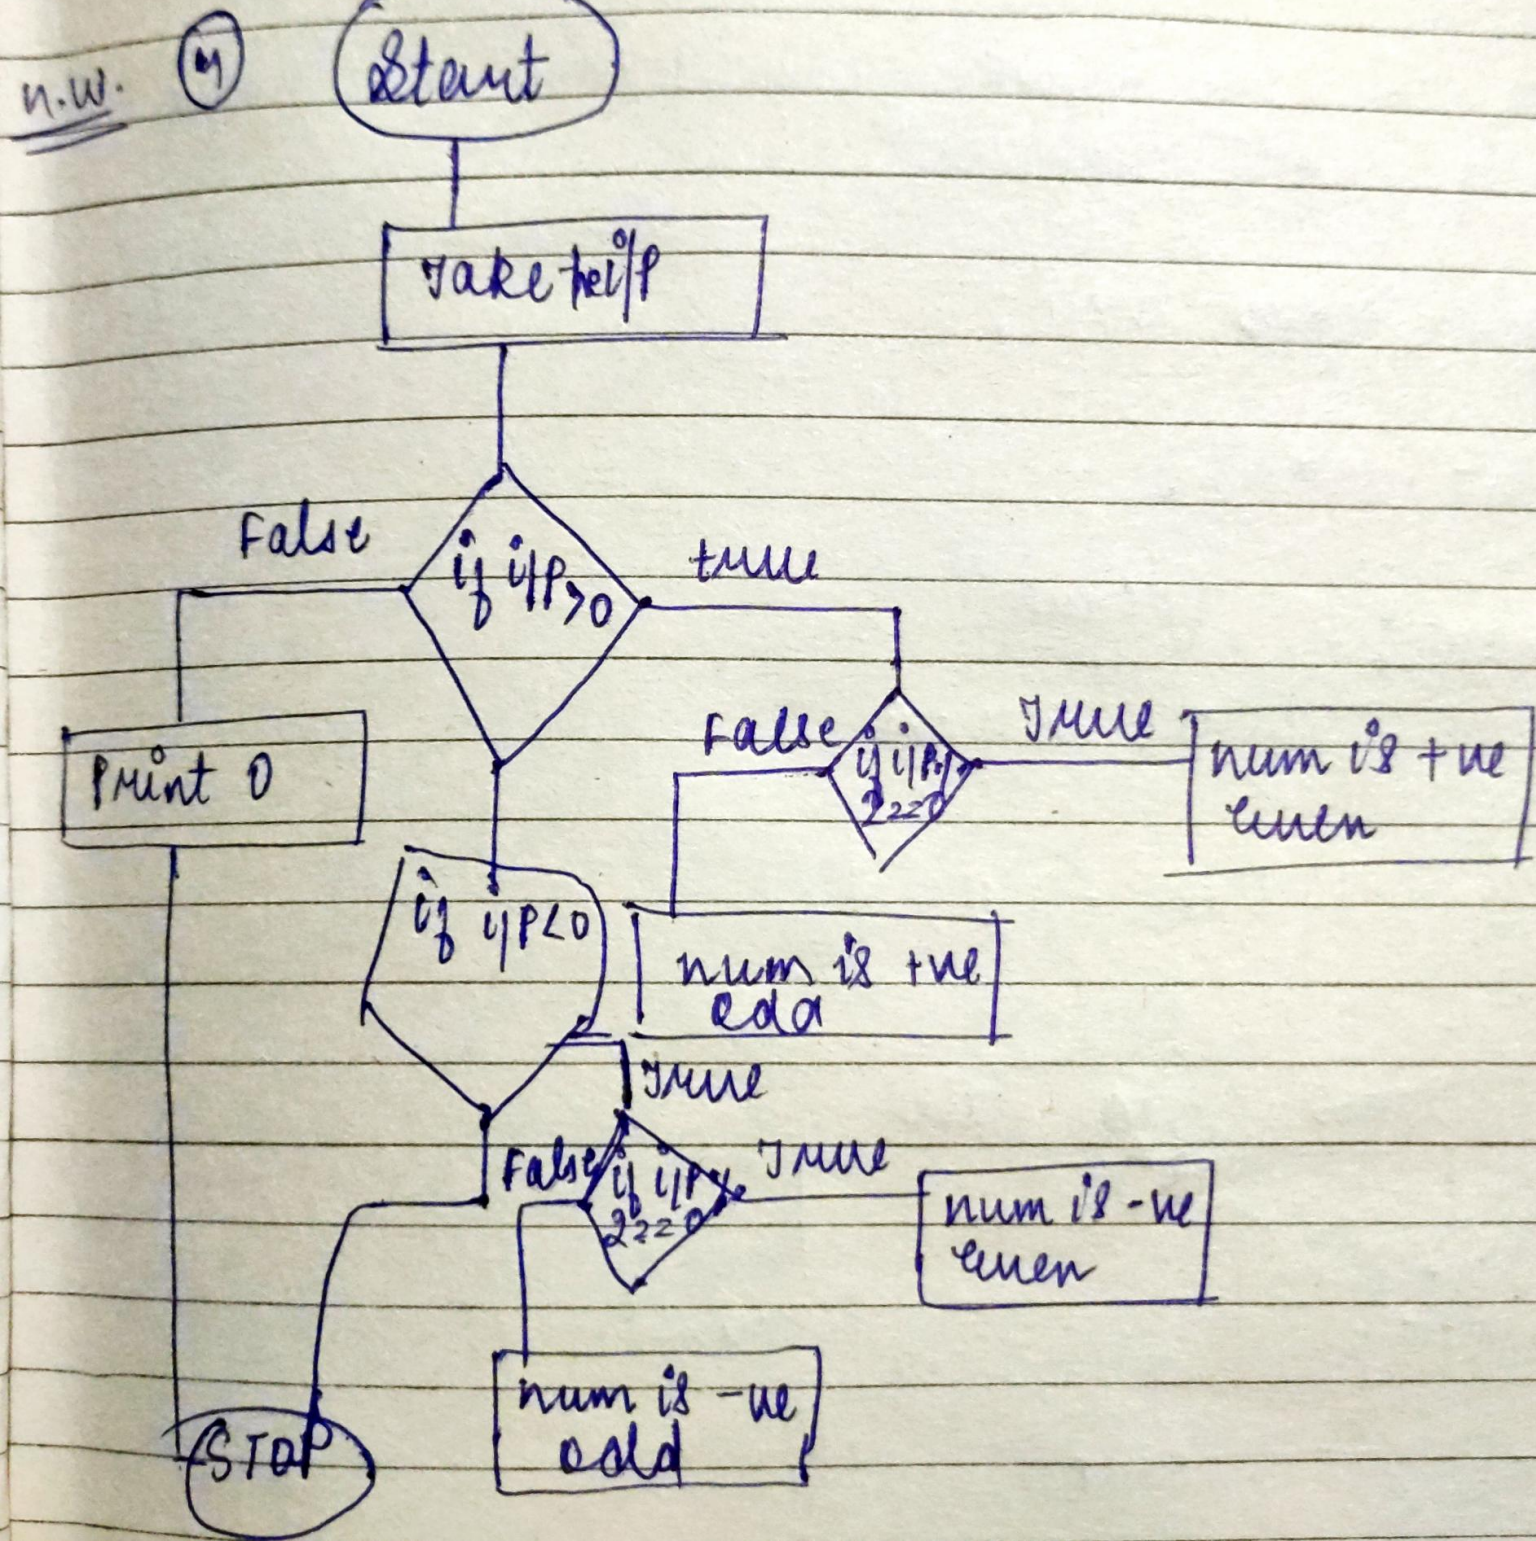 H.W.
Start
Take the i/P
False
if i/P>0
true
Print 0
False
if i/P%
2==0
True
num is +ve
even
if i/P<0
num is +ve
odd
True
False
if i/P%
2==0
True
num is -ve
even
num is -ve
odd
STOP